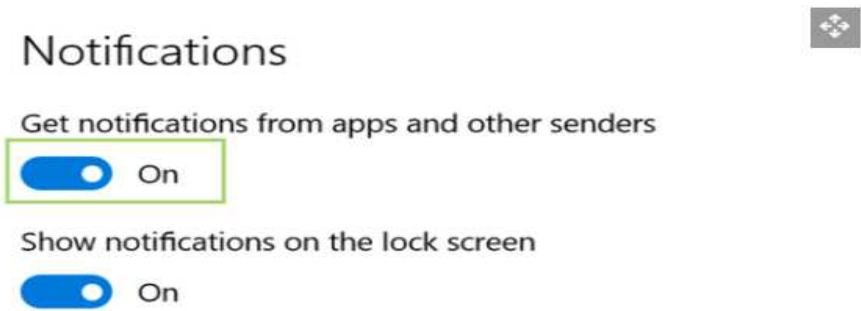 Notifications
Get notifications from apps and other senders
On
Show notifications on the lock screen
On